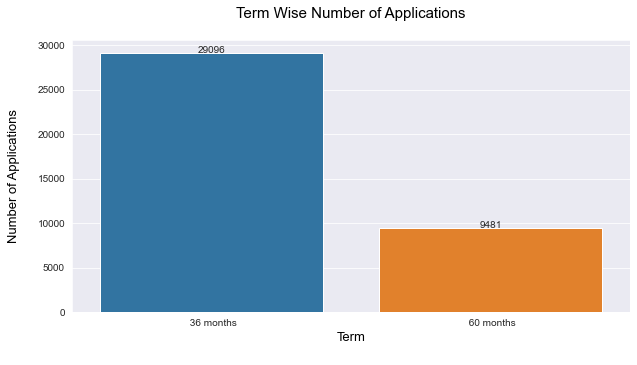 Term Wise Number of Applications
30000
25000
20000
15000
10000
5000
0
Number of Applications
29096
9481
36 months
60 months
Term